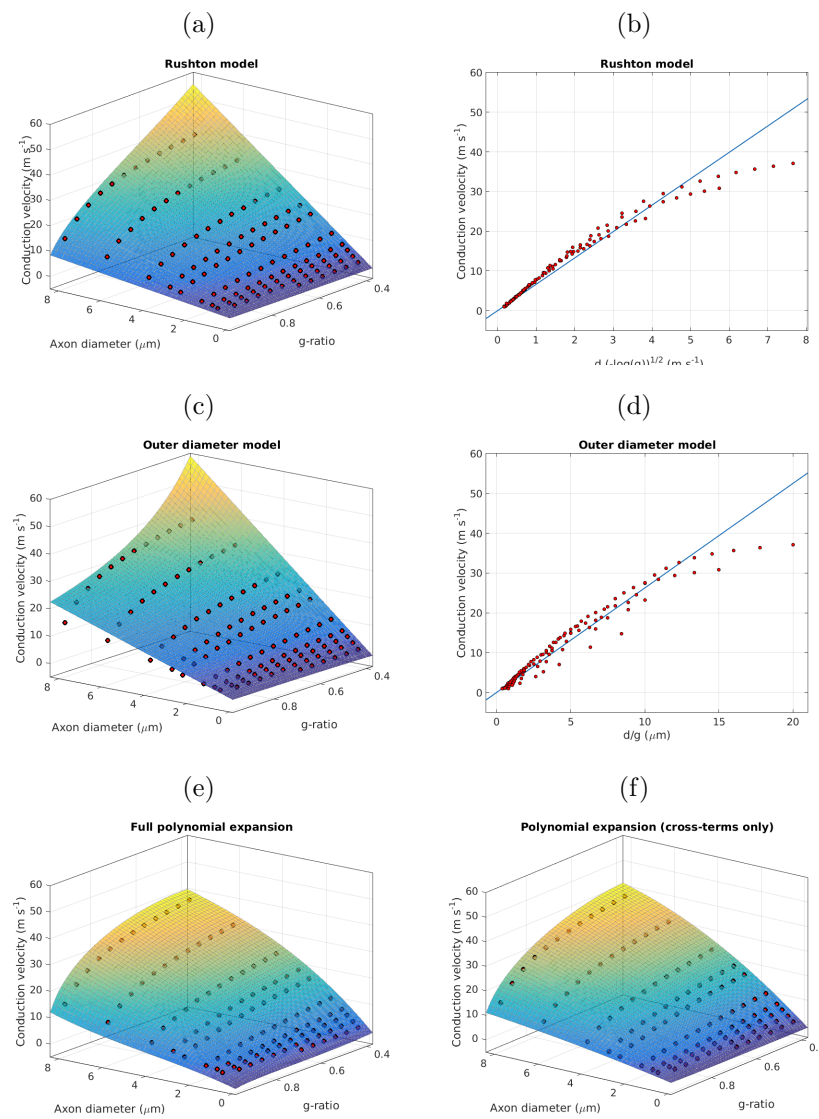 (a)
Rushton model
60
50
40
30
20
10
0
Conduction velocity (m s-1)
8
6
4
2
0
Axon diameter (μm)
0.8
0.6
0.4
g-ratio
(b)
Rushton model
60
50
40
30
20
10
0
Conduction veolocity (m s-1)
0 1 2 3 4 5 6 7 8
d (-log(g))1/2 (m s-1)
(c)
Outer diameter model
60
50
40
30
20
10
0
Conduction velocity (m s-1)
8
6
4
2
0
Axon diameter (μm)
0.8
0.6
0.4
g-ratio
(d)
Outer diameter model
60
50
40
30
20
10
0
Conduction velocity (m s-1)
0 5 10 15 20
d/g (μm)
(e)
Full polynomial expansion
60
50
40
30
20
10
0
Conduction velocity (m s-1)
8
6
4
2
0
Axon diameter (μm)
0.8
0.6
0.4
g-ratio
(f)
Polynomial expansion (cross-terms only)
60
50
40
30
20
10
0
Conduction velocity (m s-1)
8
6
4
2
0
Axon diameter (μm)
0.8
0.6
0.
g-ratio